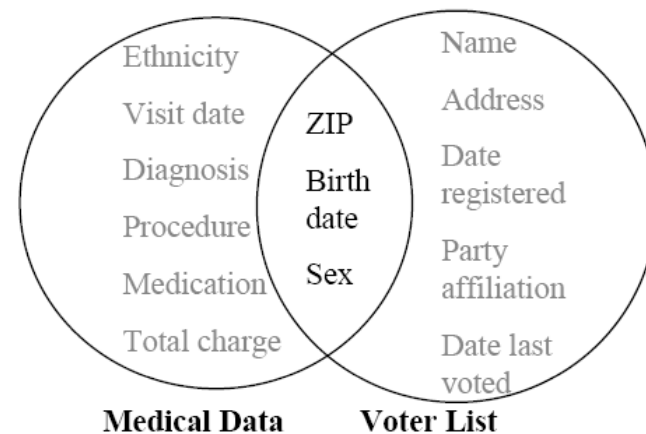 Ethnicity
Visit date
Diagnosis
Procedure
Medication
Total charge
ZIP
Birth
date
Sex
Name
Address
Date
registered
Party
affiliation
Date last
voted
Medical Data
Voter List